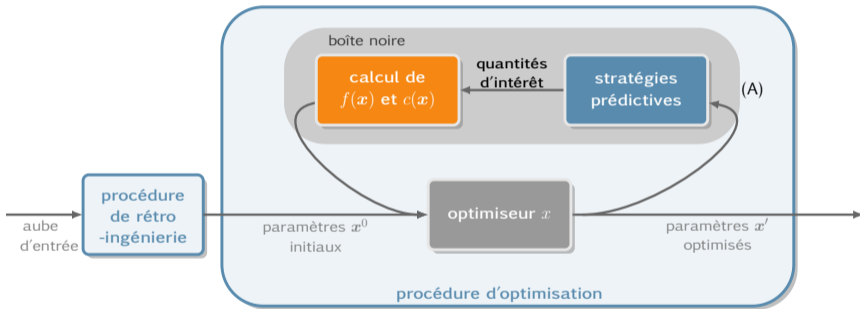 boîte noire
calcul de
f(x) et c(x)
quantités
d'intérêt
stratégies
prédictives
(A)
procédure
de rétro
-ingénierie
aube
d'entrée
paramètres x⁰
initiaux
optimiseur x
paramètres x′
optimisés
procédure d'optimisation